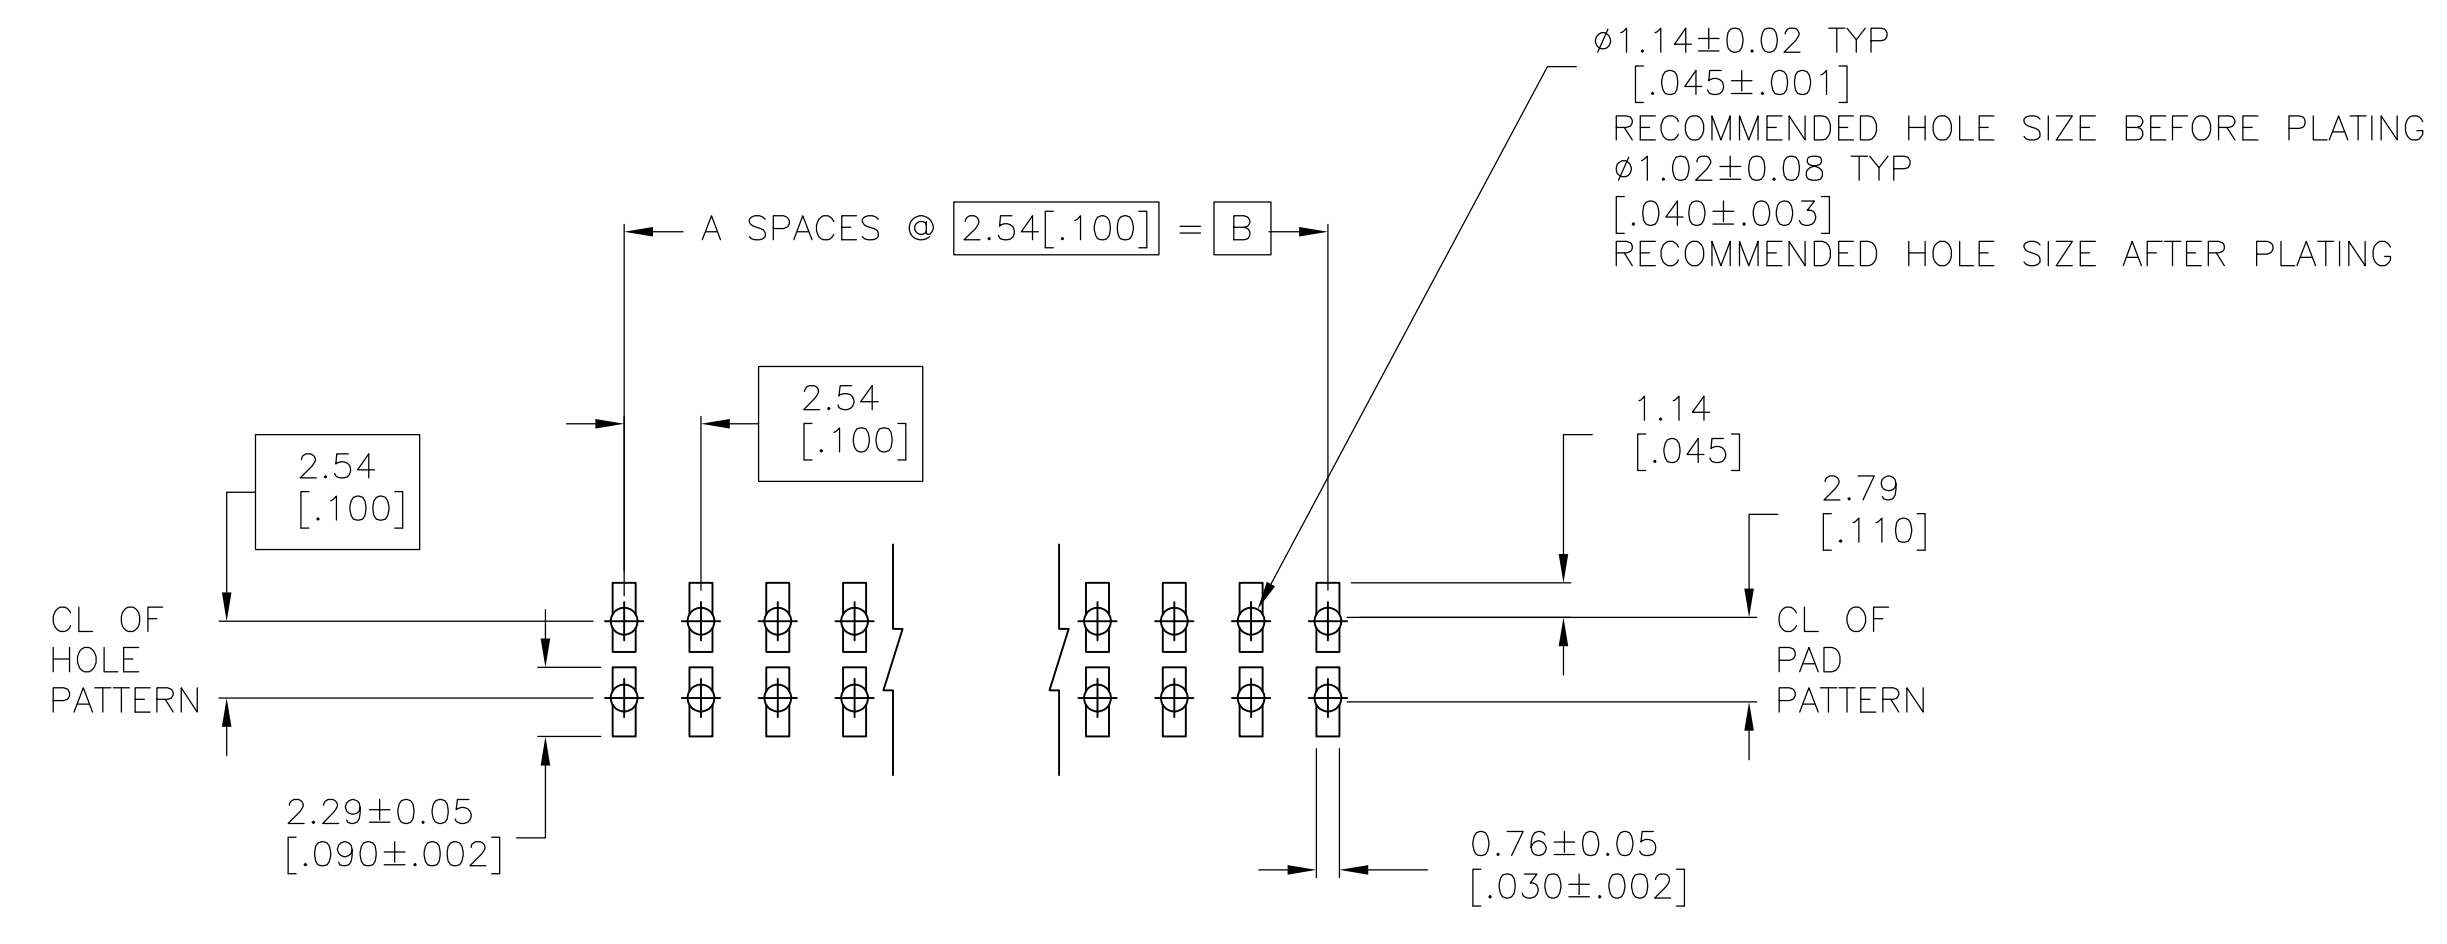 ø1.14±0.02 TYP
[.045±.001]
RECOMMENDED HOLE SIZE BEFORE PLATING
ø1.02±0.08 TYP
[.040±.003]
RECOMMENDED HOLE SIZE AFTER PLATING
A SPACES @ 2.54[.100] = B
2.54
[.100]
2.54
[.100]
1.14
[.045]
2.79
[.110]
CL OF
HOLE
PATTERN
CL OF
PAD
PATTERN
2.29±0.05
[.090±.002]
0.76±0.05
[.030±.002]